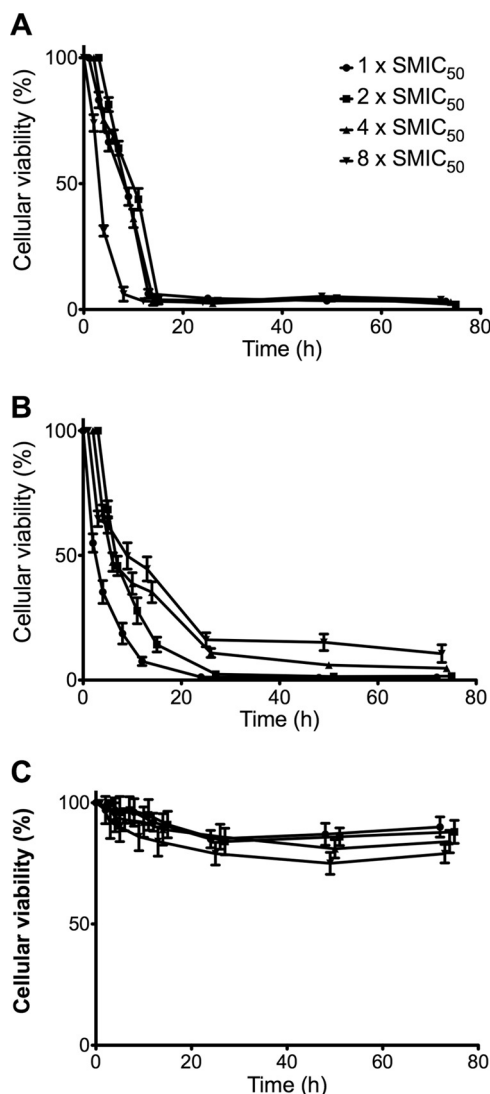 A
Cellular viability (%)
100
50
0
0 20 40 60 80
Time (h)
1 x SMIC₅₀
2 x SMIC₅₀
4 x SMIC₅₀
8 x SMIC₅₀
B
Cellular viability (%)
100
50
0
0 20 40 60 80
Time (h)
C
Cellular viability (%)
100
50
0
0 20 40 60 80
Time (h)